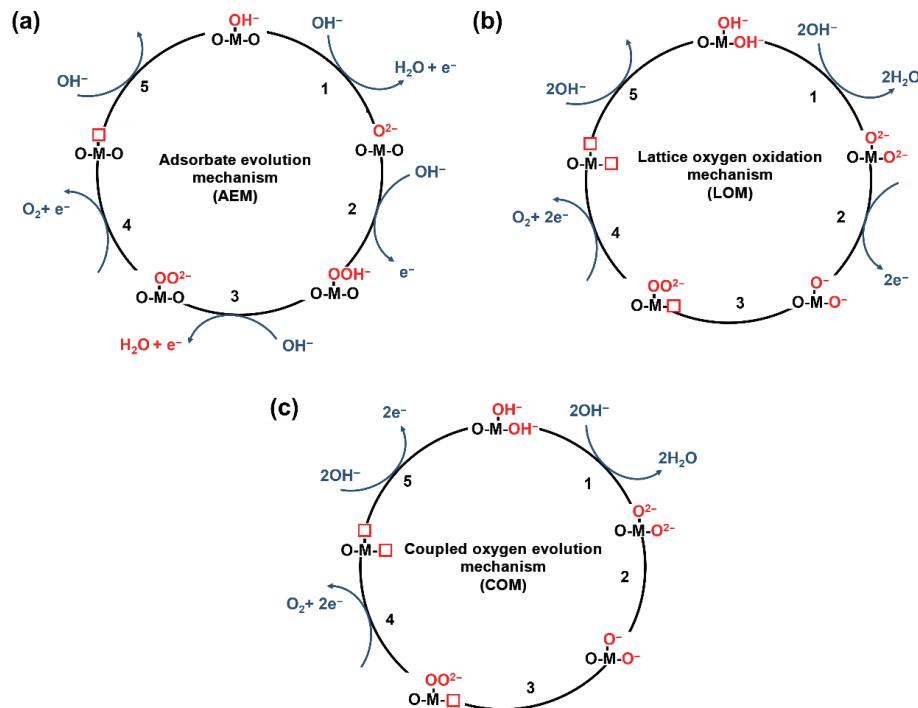 (a)
OH⁻
O-M-O
OH⁻
H₂O + e⁻
1
O²⁻
O-M-O
OH⁻
2
e⁻
OOH⁻
O-M-O
3
OH⁻
H₂O + e⁻
OO²⁻
O-M-O
4
O₂+ e⁻
O-M-O
5
OH⁻
Adsorbate evolution
mechanism
(AEM)
(b)
OH⁻
O-M-OH⁻
2OH⁻
2H₂O
1
O²⁻
O-M-O²⁻
2
2e⁻
O⁻
O-M-O⁻
3
OO²⁻
O-M-
4
O₂+ 2e⁻
O-M-
5
2OH⁻
Lattice oxygen oxidation
mechanism
(LOM)
(c)
OH⁻
O-M-OH⁻
2OH⁻
2H₂O
1
O²⁻
O-M-O²⁻
2
O⁻
O-M-O⁻
3
OO²⁻
O-M-
4
O₂+ 2e⁻
O-M-
5
2OH⁻
2e⁻
Coupled oxygen evolution
mechanism
(COM)